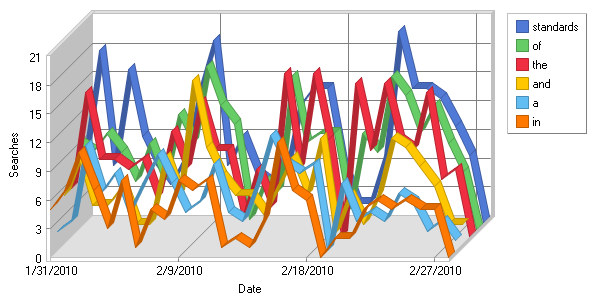 21
18
15
12
9
6
3
0
Searches
1/31/2010
2/9/2010
2/18/2010
2/27/2010
Date
standards
of
the
and
a
in